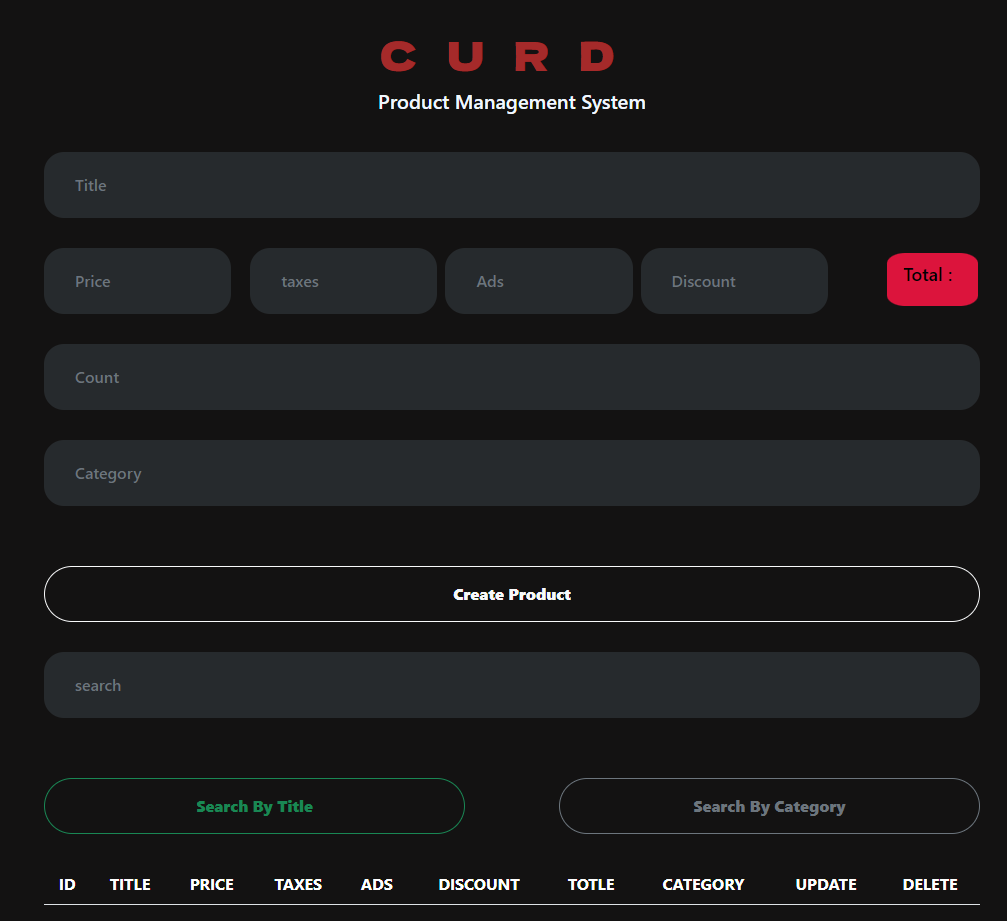 C U R D
Product Management System
Title
Price taxes Ads Discount Total :
Count
Category
Create Product
search
Search By Title Search By Category
ID TITLE PRICE TAXES ADS DISCOUNT TOTLE CATEGORY UPDATE DELETE